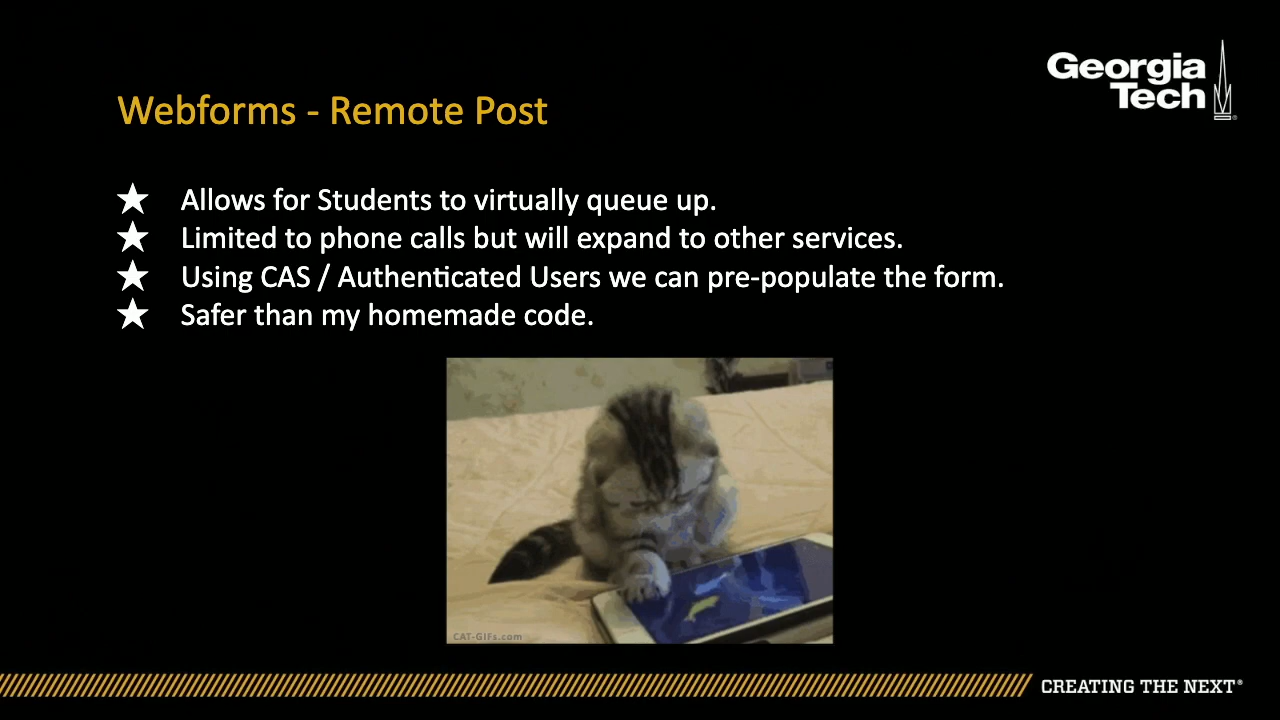 Georgia
Tech
Webforms - Remote Post
★ Allows for Students to virtually queue up.
★ Limited to phone calls but will expand to other services.
★ Using CAS / Authenticated Users we can pre-populate the form.
★ Safer than my homemade code.
CAT-GIFs.com
CREATING THE NEXT®